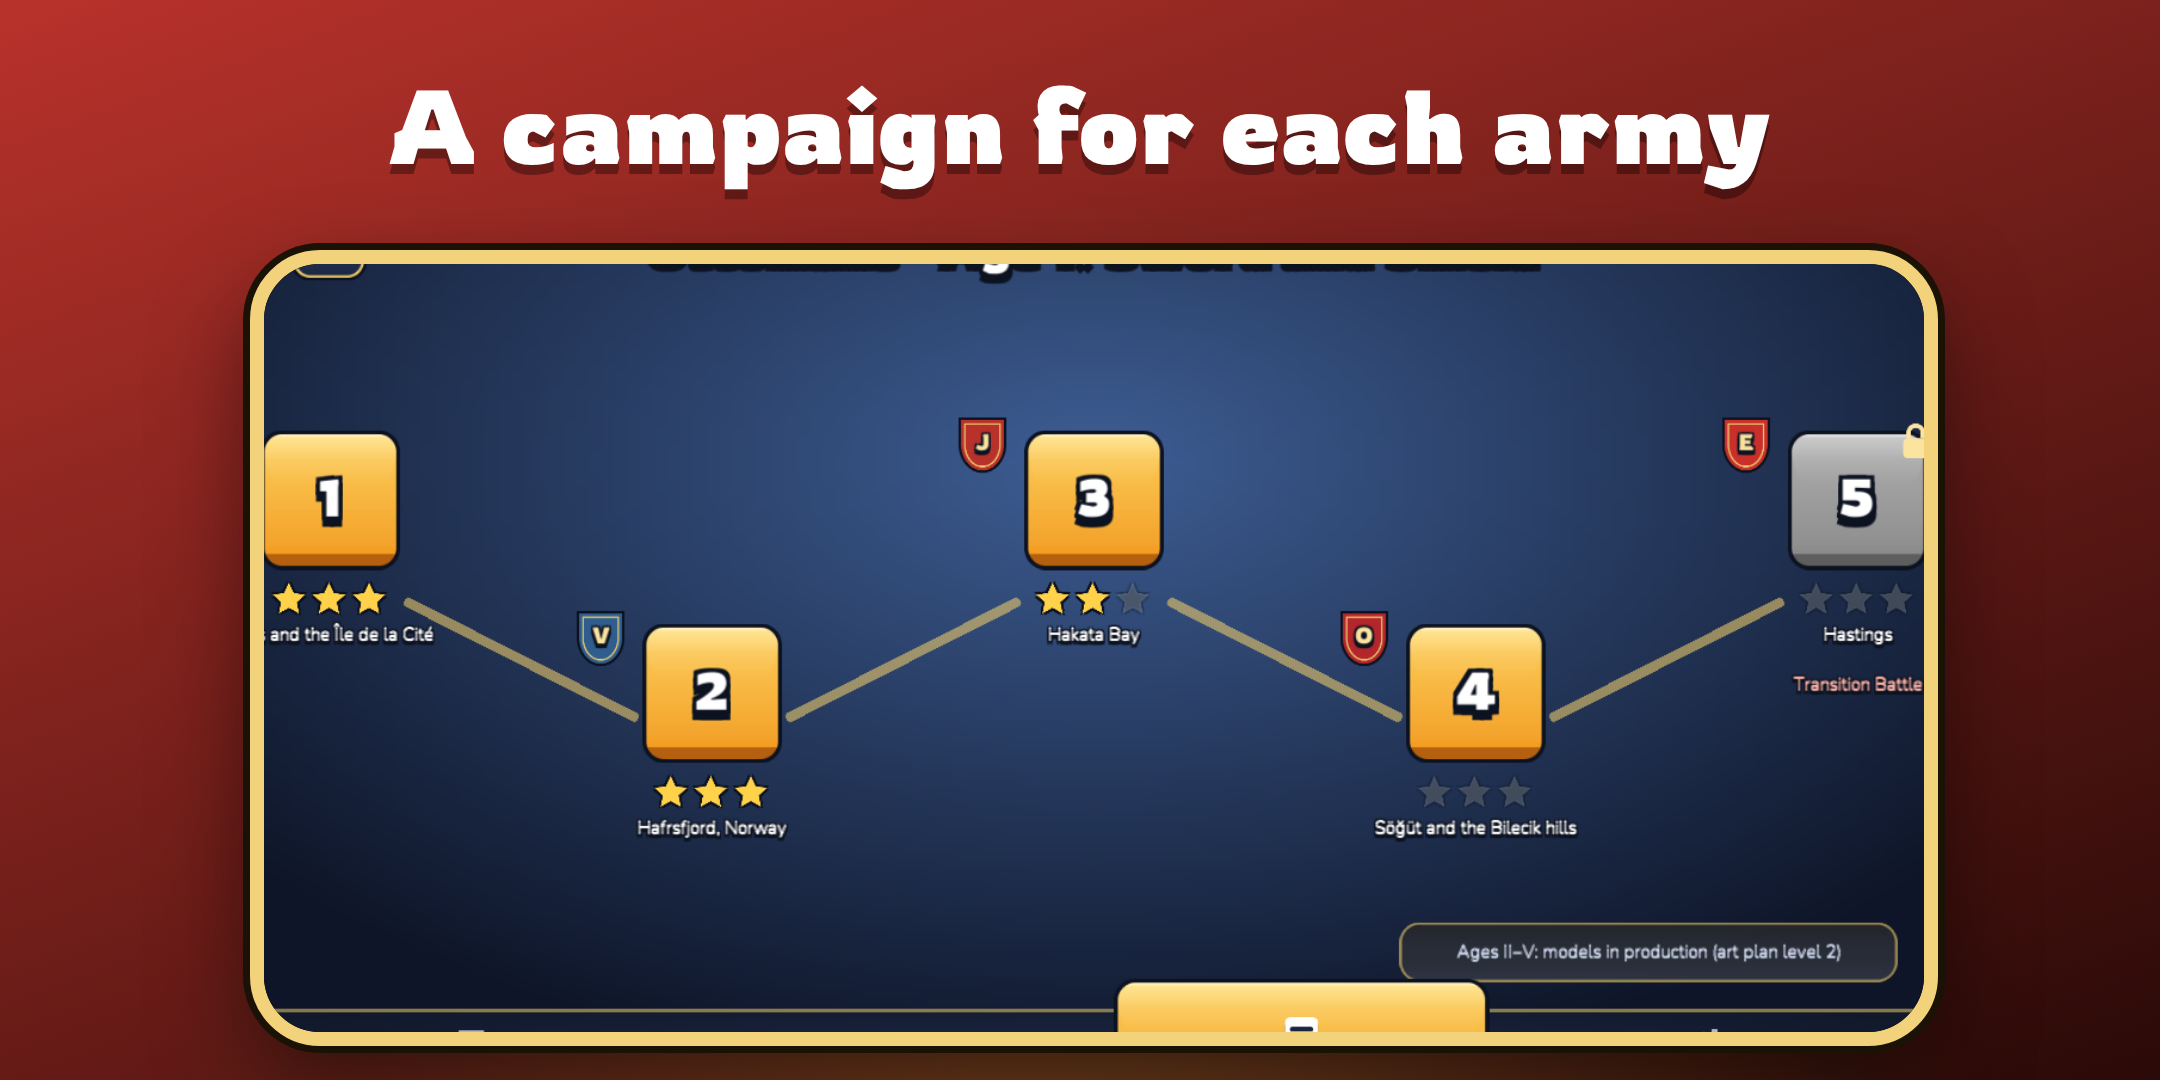 A campaign for each army
J
E
1
3
5
and the Île de la Cité
Hakata Bay
Hastings
V
O
2
4
Transition Battle
Hafrsfjord, Norway
Söğüt and the Bilecik hills
Ages II–V: models in production (art plan level 2)